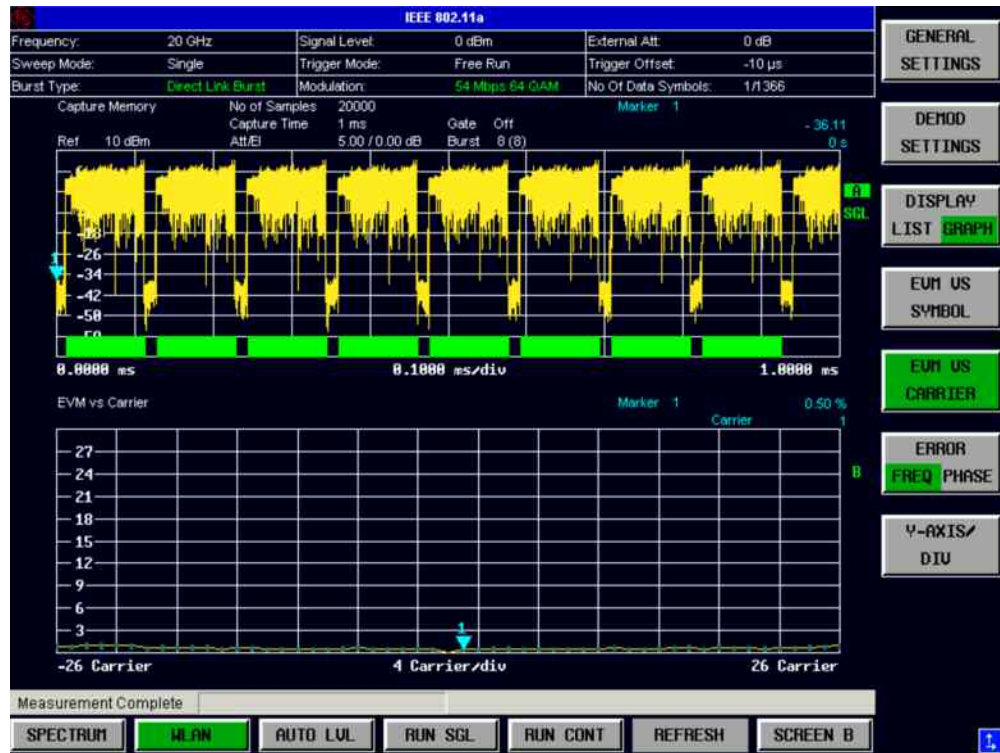 IEEE 802.11a
Frequency: 20 GHz Signal Level: 0 dBm External Att: 0 dB
Sweep Mode: Single Trigger Mode: Free Run Trigger Offset: -10 µs
Burst Type: Direct Link Burst Modulation: 54 Mbps 64 QAM No Of Data Symbols: 1/1366
Capture Memory No of Samples 20000 Marker 1
Capture Time 1 ms Gate Off -36.11
Ref 10 dBm Att/El 5.00 / 0.00 dB Burst 8 (8) 0 s
A
SGL
-18
-26
1
-34
-42
-50
0.0000 ms 0.1000 ms/div 1.0000 ms
EVM vs Carrier Marker 1 0.50 %
Carrier 1
27
24
B
21
18
15
12
9
6
3
1
-26 Carrier 4 Carrier/div 26 Carrier
Measurement Complete
SPECTRUM WLAN AUTO LVL RUN SGL RUN CONT REFRESH SCREEN B
GENERAL
SETTINGS
DEMOD
SETTINGS
DISPLAY
LIST GRAPH
EVM VS
SYMBOL
EVM VS
CARRIER
ERROR
FREQ PHASE
Y-AXIS/
DIV